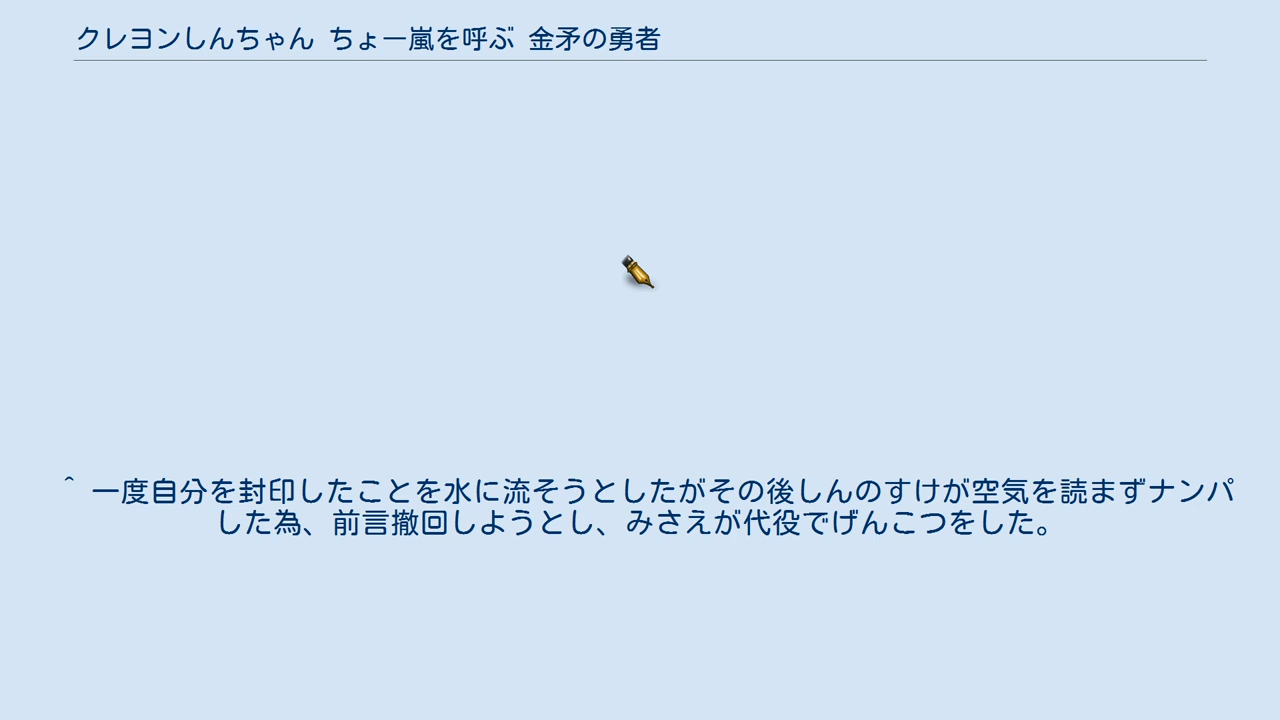 クレヨンしんちゃん ちょー嵐を呼ぶ 金矛の勇者
^ 一度自分を封印したことを水に流そうとしたがその後しんのすけが空気を読まずナンパ
した為、前言撤回しようとし、みさえが代役でげんこつをした。